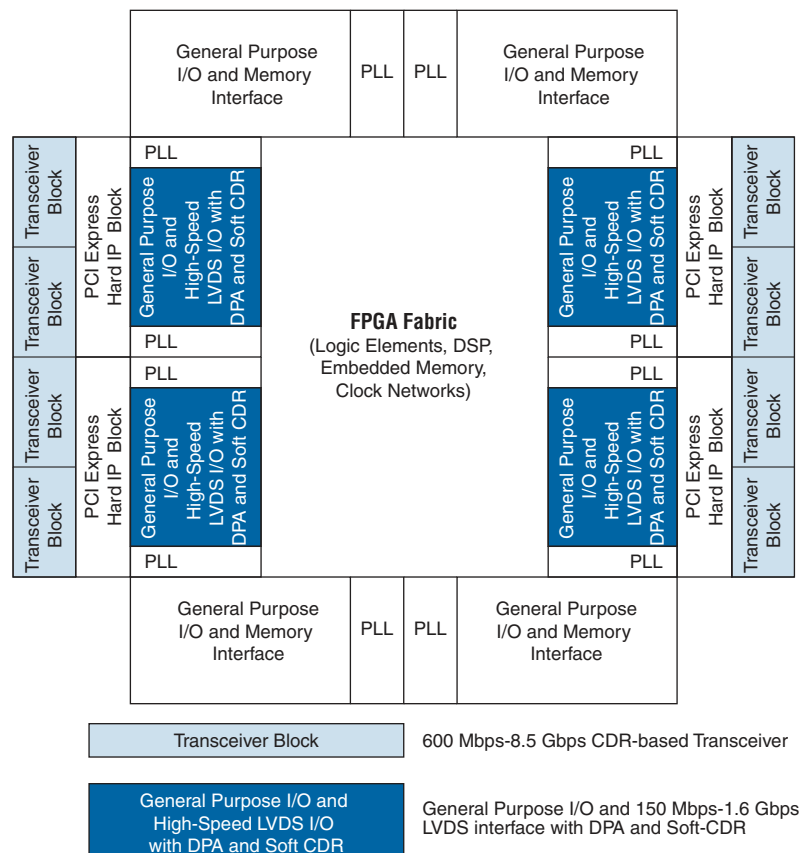 General Purpose
I/O and Memory
Interface
PLL
PLL
General Purpose
I/O and Memory
Interface
Transceiver
Block
Transceiver
Block
PCI Express
Hard IP Block
PLL
General Purpose
I/O and
High-Speed
LVDS I/O with
DPA and Soft CDR
PLL
Transceiver
Block
Transceiver
Block
PCI Express
Hard IP Block
PLL
General Purpose
I/O and
High-Speed
LVDS I/O with
DPA and Soft CDR
PLL
FPGA Fabric
(Logic Elements, DSP,
Embedded Memory,
Clock Networks)
PLL
General Purpose
I/O and
High-Speed
LVDS I/O with
DPA and Soft CDR
PLL
PCI Express
Hard IP Block
Transceiver
Block
Transceiver
Block
PLL
General Purpose
I/O and
High-Speed
LVDS I/O with
DPA and Soft CDR
PLL
PCI Express
Hard IP Block
Transceiver
Block
Transceiver
Block
General Purpose
I/O and Memory
Interface
PLL
PLL
General Purpose
I/O and Memory
Interface
Transceiver Block
600 Mbps-8.5 Gbps CDR-based Transceiver
General Purpose I/O and
High-Speed LVDS I/O
with DPA and Soft CDR
General Purpose I/O and 150 Mbps-1.6 Gbps
LVDS interface with DPA and Soft-CDR